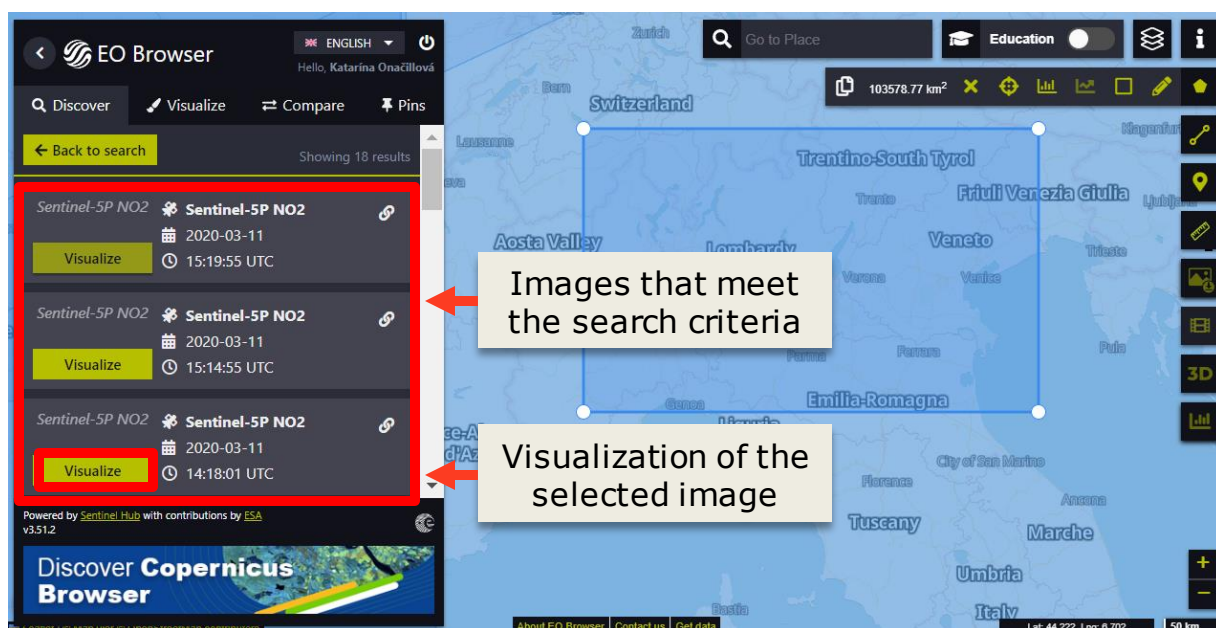 EO Browser
ENGLISH
Hello, Katarína Onačillová
Discover
Visualize
Compare
Pins
Back to search
Showing 18 results
Sentinel-5P NO2
Sentinel-5P NO2
2020-03-11
Visualize
15:19:55 UTC
Sentinel-5P NO2
Sentinel-5P NO2
2020-03-11
Visualize
15:14:55 UTC
Sentinel-5P NO2
Sentinel-5P NO2
2020-03-11
Visualize
14:18:01 UTC
Powered by Sentinel Hub with contributions by ESA
v3.51.2
Discover Copernicus
Browser
Go to Place
Education
103578.77 km2
3D
Images that meet
the search criteria
Visualization of the
selected image
Zurich
Bern
Switzerland
Lausanne
Klagenfurt
Trentino-South Tyrol
Trento
Friuli Venezia Giulia
Aosta Valley
Lombardy
Veneto
Trieste
Verona
Venice
Parma
Ferrara
Pula
Genoa
Emilia-Romagna
Liguria
City of San Marino
Florence
Ancona
Tuscany
Marche
Umbria
Bastia
Italy
About EO Browser
Contact us
Get data
Lat: 44.222, Lng: 6.702
50 km